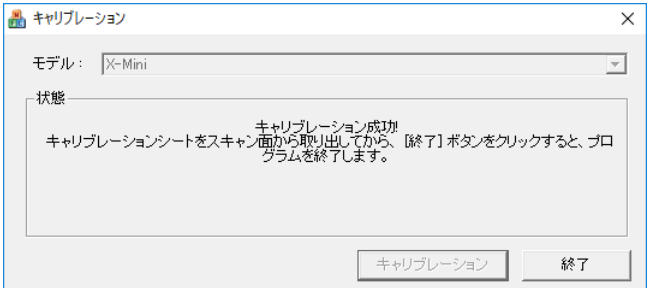 キャリブレーション
モデル： X-Mini
状態
キャリブレーション成功!
キャリブレーションシートをスキャン面から取り出してから、[終了] ボタンをクリックすると、プロ
グラムを終了します。
キャリブレーション 終了